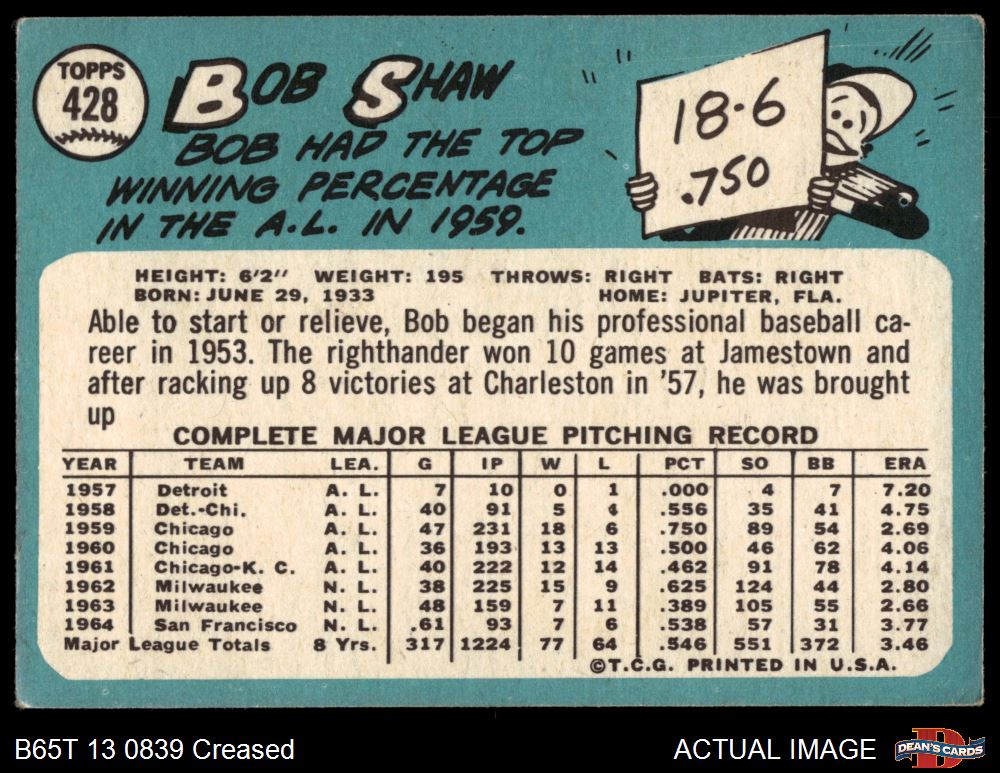 TOPPS
428
BOB SHAW
BOB HAD THE TOP
WINNING PERCENTAGE
IN THE A.L. IN 1959.
18-6
.750
HEIGHT: 6'2" WEIGHT: 195 THROWS: RIGHT BATS: RIGHT
BORN: JUNE 29, 1933 HOME: JUPITER, FLA.
Able to start or relieve, Bob began his professional baseball ca-
reer in 1953. The righthander won 10 games at Jamestown and
after racking up 8 victories at Charleston in '57, he was brought
up
COMPLETE MAJOR LEAGUE PITCHING RECORD
YEAR TEAM LEA. G IP W L PCT SO BB ERA
1957 Detroit A. L. 7 10 0 1 .000 4 7 7.20
1958 Det.-Chi. A. L. 40 91 5 4 .556 35 41 4.75
1959 Chicago A. L. 47 231 18 6 .750 89 54 2.69
1960 Chicago A. L. 36 193 13 13 .500 46 62 4.06
1961 Chicago-K. C. A. L. 40 222 12 14 .462 91 78 4.14
1962 Milwaukee N. L. 38 225 15 9 .625 124 44 2.80
1963 Milwaukee N. L. 48 159 7 11 .389 105 55 2.66
1964 San Francisco N. L. .61 93 7 6 .538 57 31 3.77
Major League Totals 8 Yrs. 317 1224 77 64 .546 551 372 3.46
©T.C.G. PRINTED IN U.S.A.
B65T 13 0839 Creased ACTUAL IMAGE DEAN'S CARDS